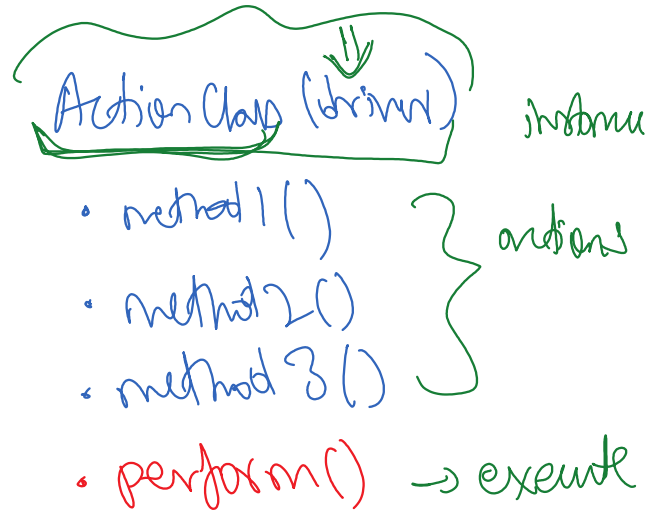 Action Class (driver) instance
• method1() actions
• method2()
• method3()
• perform() → execute